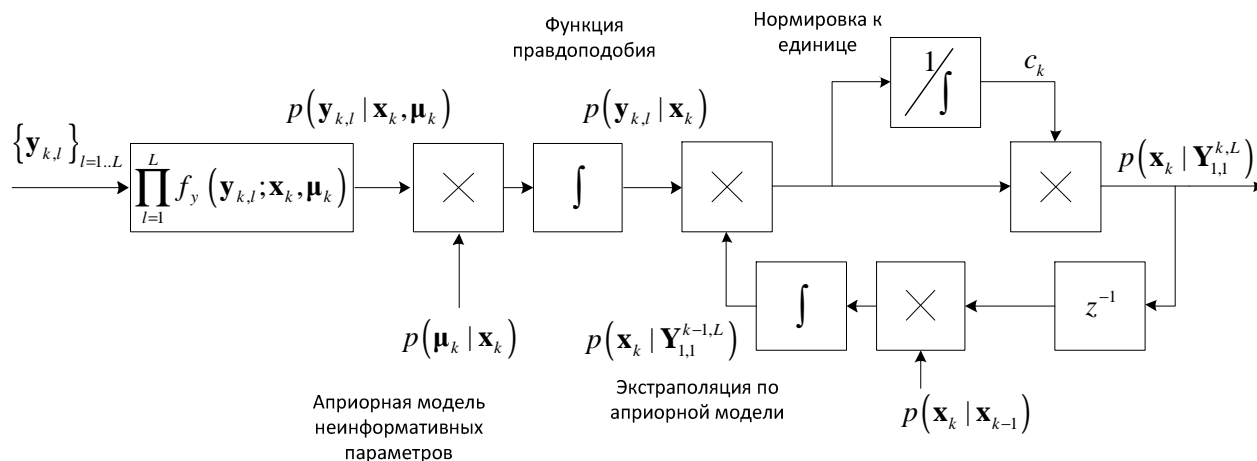 Функция
правдоподобия
Нормировка к
единице
1/∫
c_k
{y_{k,l}}_{l=1..L}
p(y_{k,l} | x_k, μ_k)
p(y_{k,l} | x_k)
p(x_k | Y_{1,1}^{k,L})
∏_{l=1}^{L} f_y (y_{k,l}; x_k, μ_k)
×
∫
×
×
∫
×
z^{-1}
p(μ_k | x_k)
p(x_k | Y_{1,1}^{k-1,L})
p(x_k | x_{k-1})
Априорная модель
неинформативных
параметров
Экстраполяция по
априорной модели